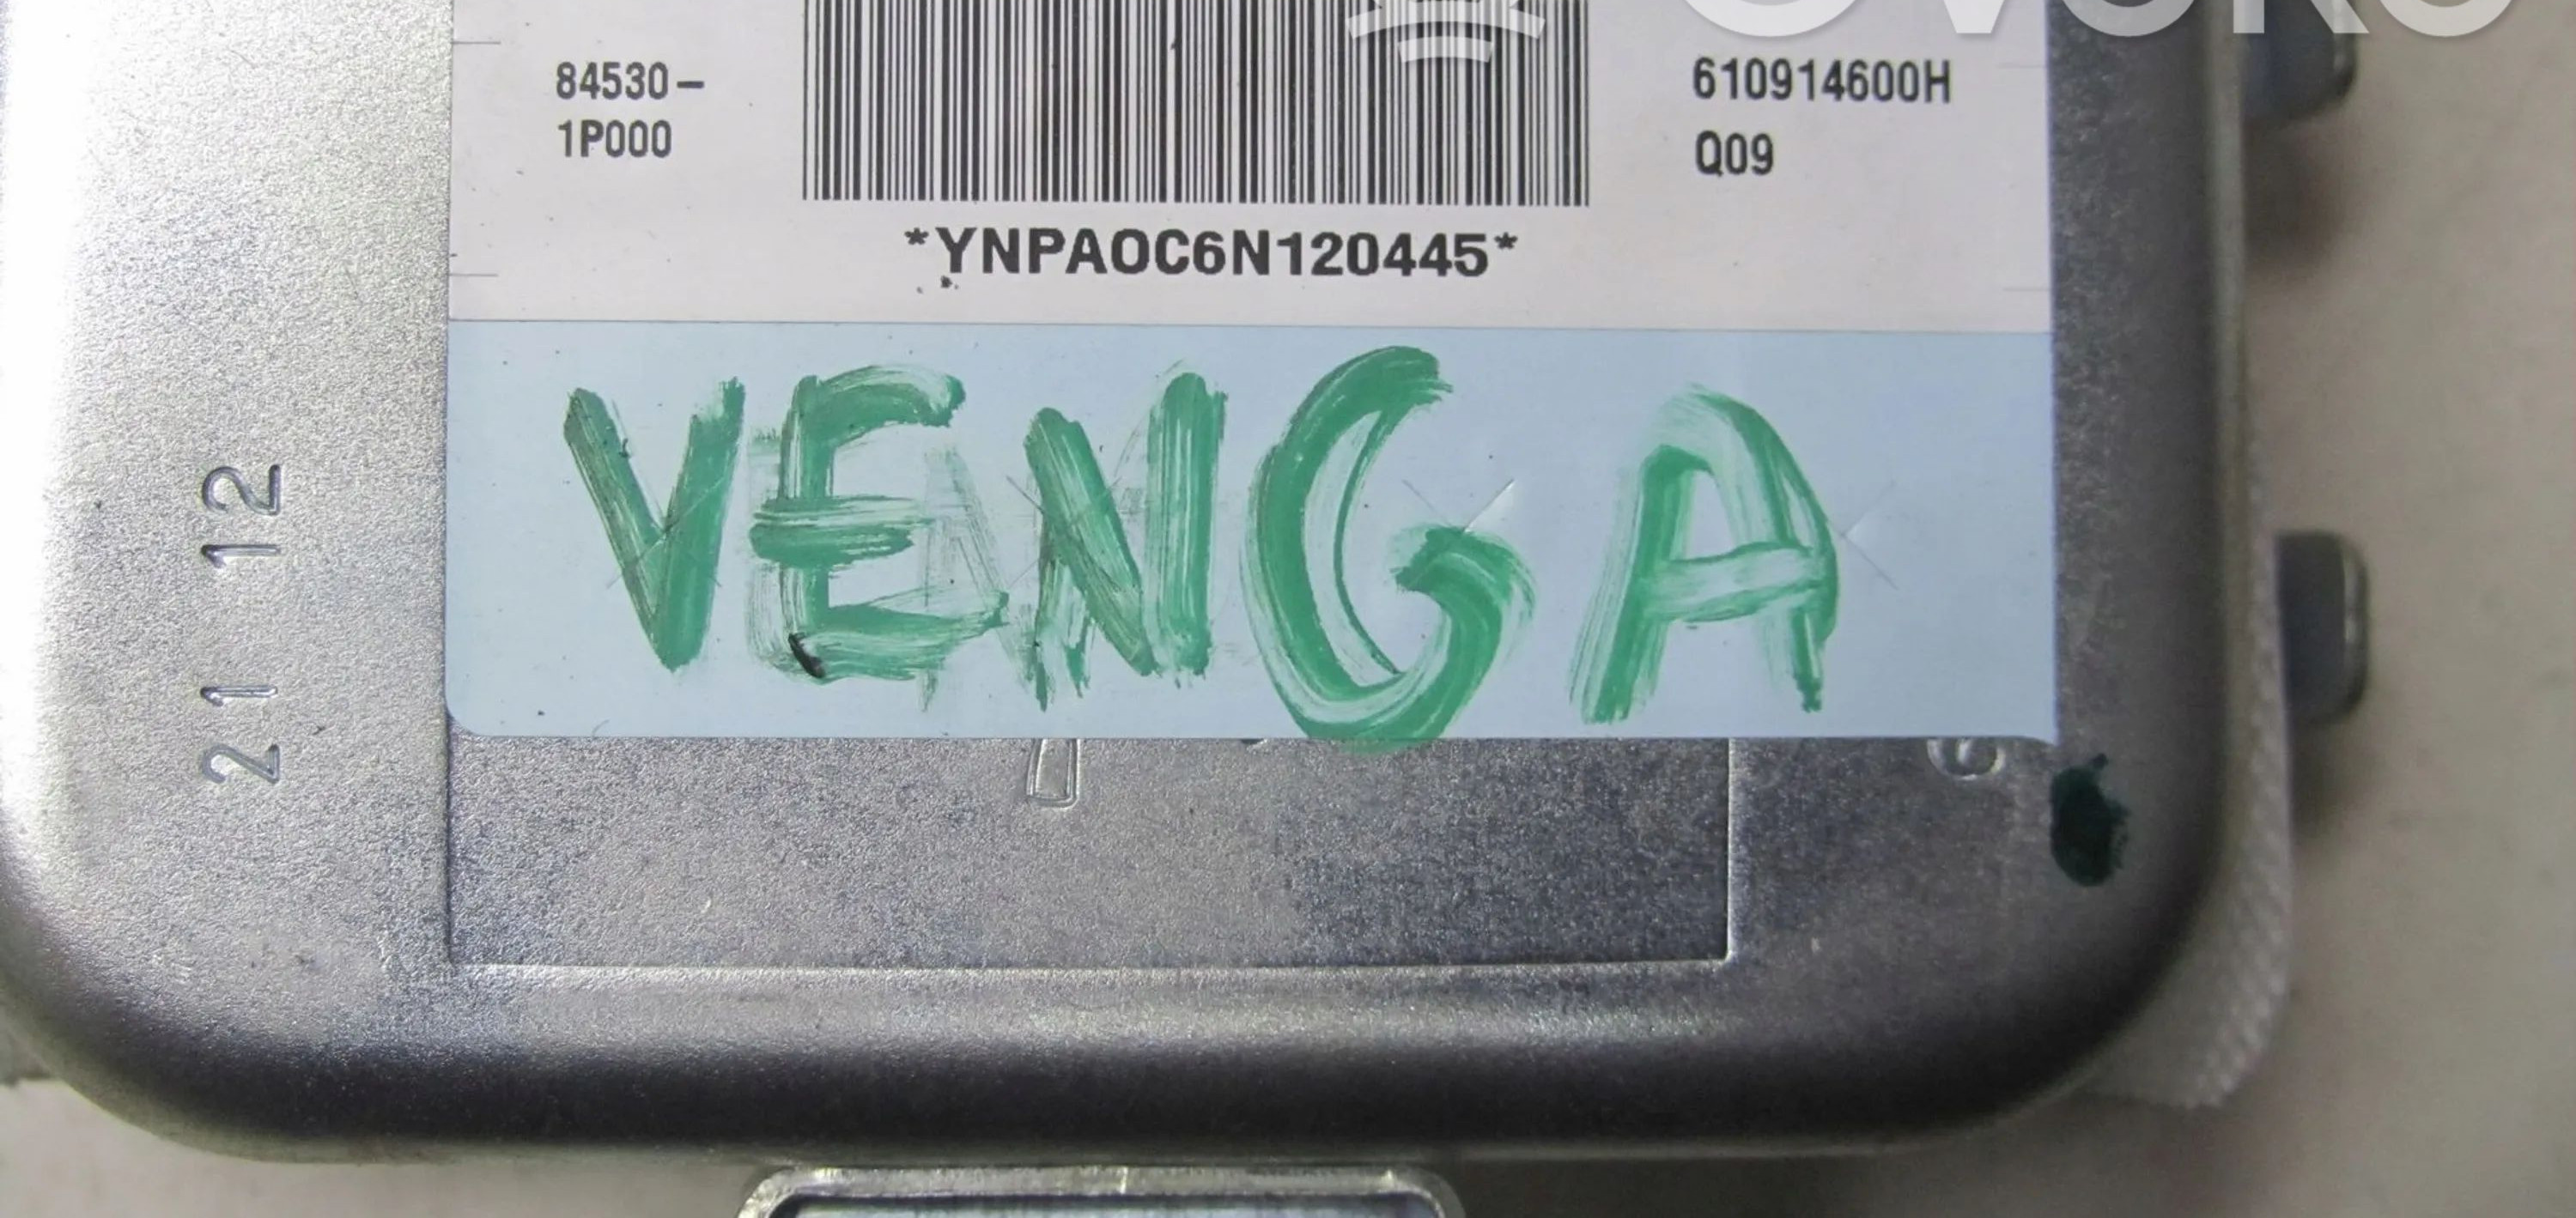 84530-
1P000
610914600H
Q09
*YNPAOC6N120445*
VENGA
21 12